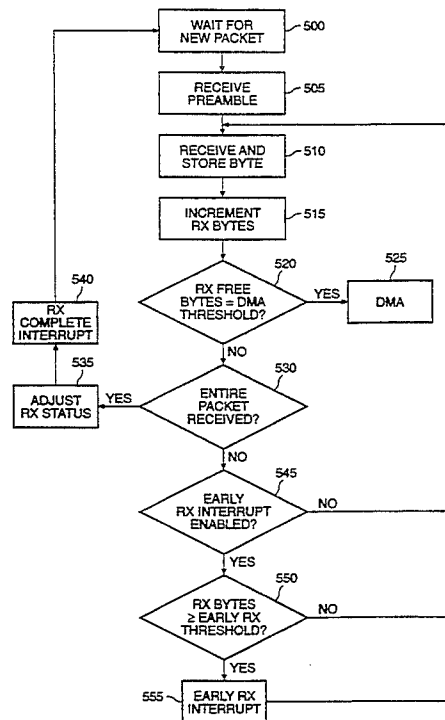 WAIT FOR
NEW PACKET
500
RECEIVE
PREAMBLE
505
RECEIVE AND
STORE BYTE
510
INCREMENT
RX BYTES
515
RX FREE
BYTES = DMA
THRESHOLD?
520
YES
DMA
525
NO
540
RX
COMPLETE
INTERRUPT
535
ADJUST
RX STATUS
YES
ENTIRE
PACKET
RECEIVED?
530
NO
EARLY
RX INTERRUPT
ENABLED?
545
NO
YES
RX BYTES
≥ EARLY RX
THRESHOLD?
550
NO
YES
555
EARLY RX
INTERRUPT